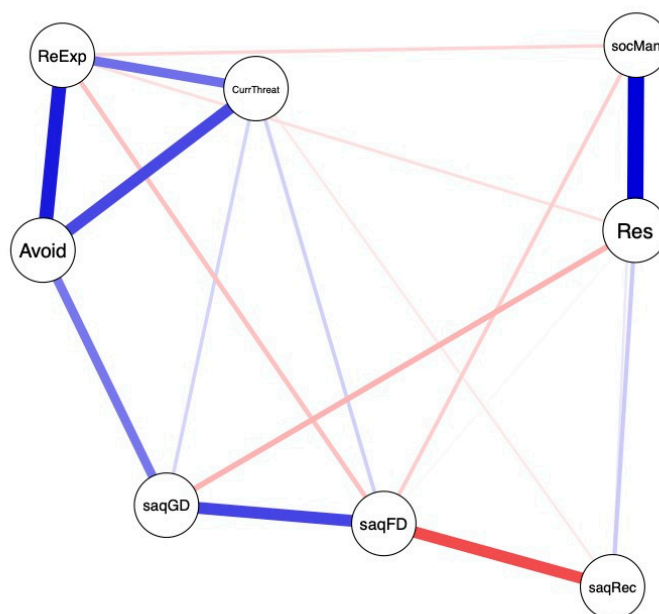 ReExp
socMan
CurrThreat
Res
Avoid
saqGD
saqFD
saqRec